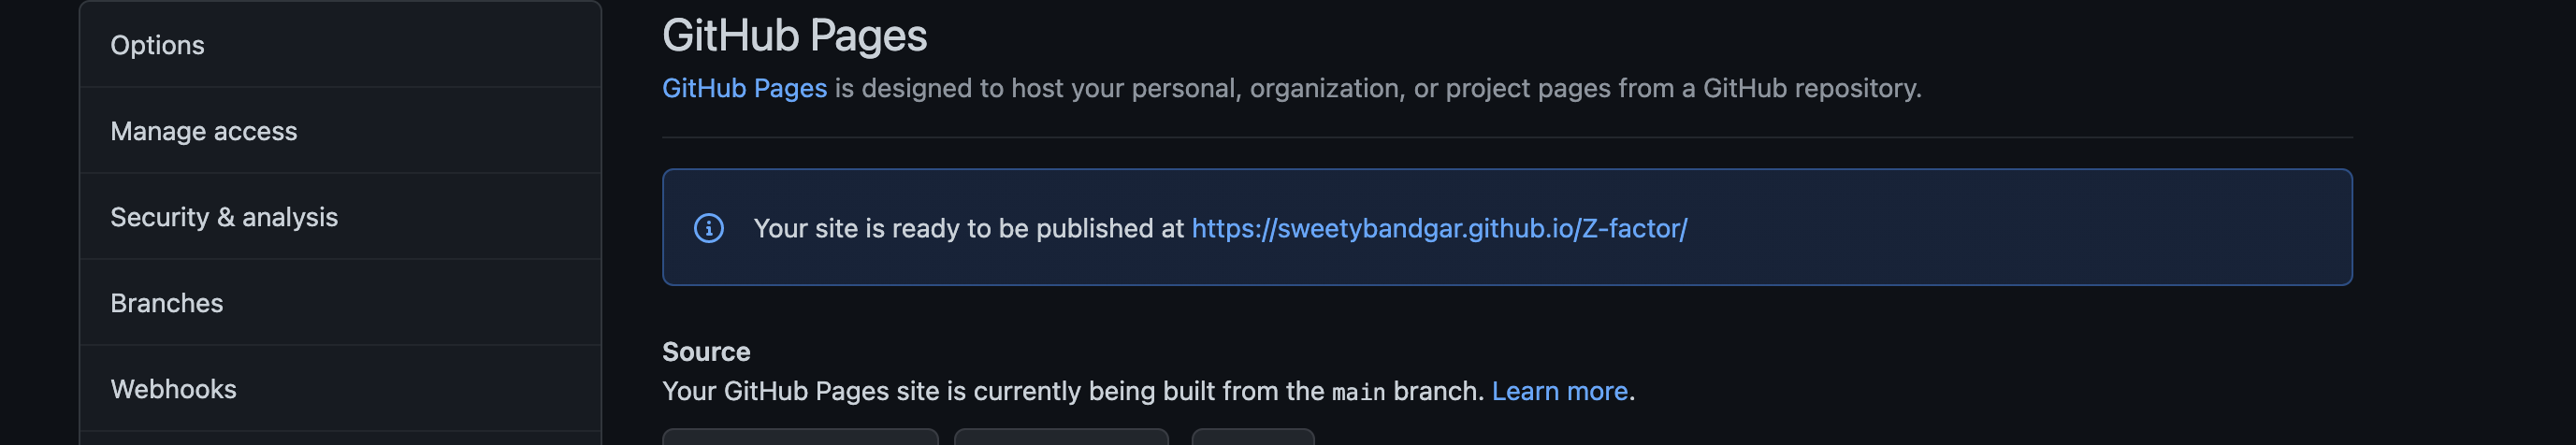 Options
Manage access
Security & analysis
Branches
Webhooks
GitHub Pages
GitHub Pages is designed to host your personal, organization, or project pages from a GitHub repository.
Your site is ready to be published at https://sweetybandgar.github.io/Z-factor/
Source
Your GitHub Pages site is currently being built from the main branch. Learn more.